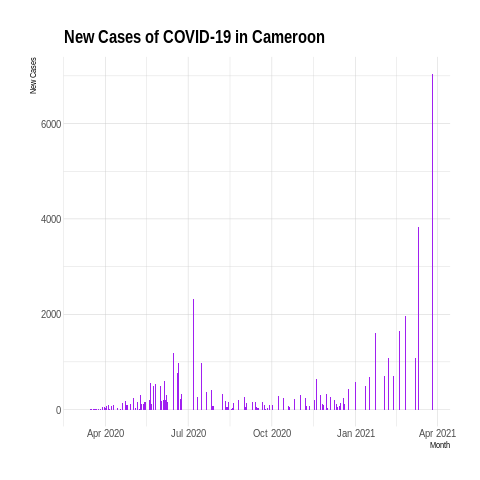 New Cases of COVID-19 in Cameroon
New Cases
6000
4000
2000
0
Apr 2020 Jul 2020 Oct 2020 Jan 2021 Apr 2021
Month